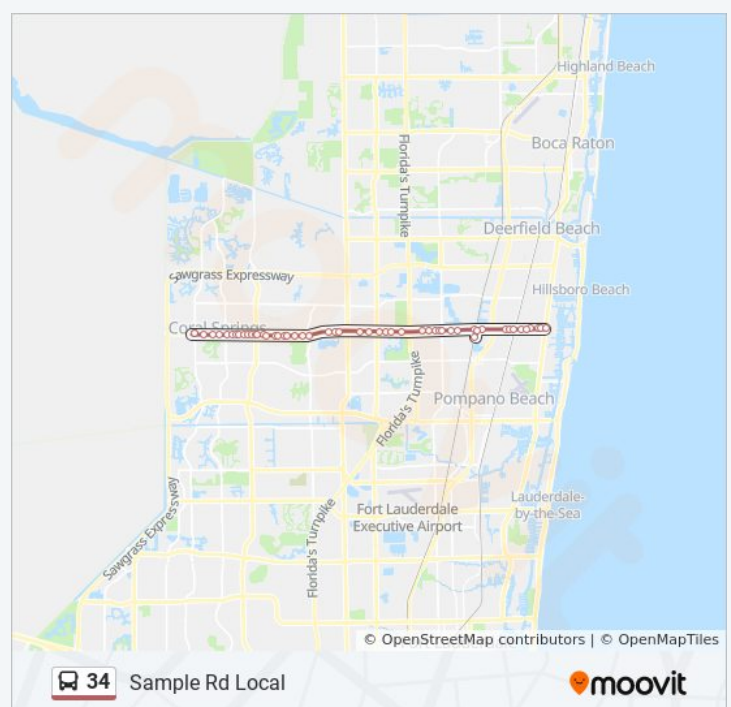 Highland Beach
Boca Raton
Florida's Turnpike
Deerfield Beach
Sawgrass Expressway
Hillsboro Beach
Coral Springs
Florida's Turnpike
Pompano Beach
Sawgrass Expressway
Florida's Turnpike
Fort Lauderdale
Executive Airport
Lauderdale-
by-the-Sea
© OpenStreetMap contributors | © OpenMapTiles
34 Sample Rd Local
moovit